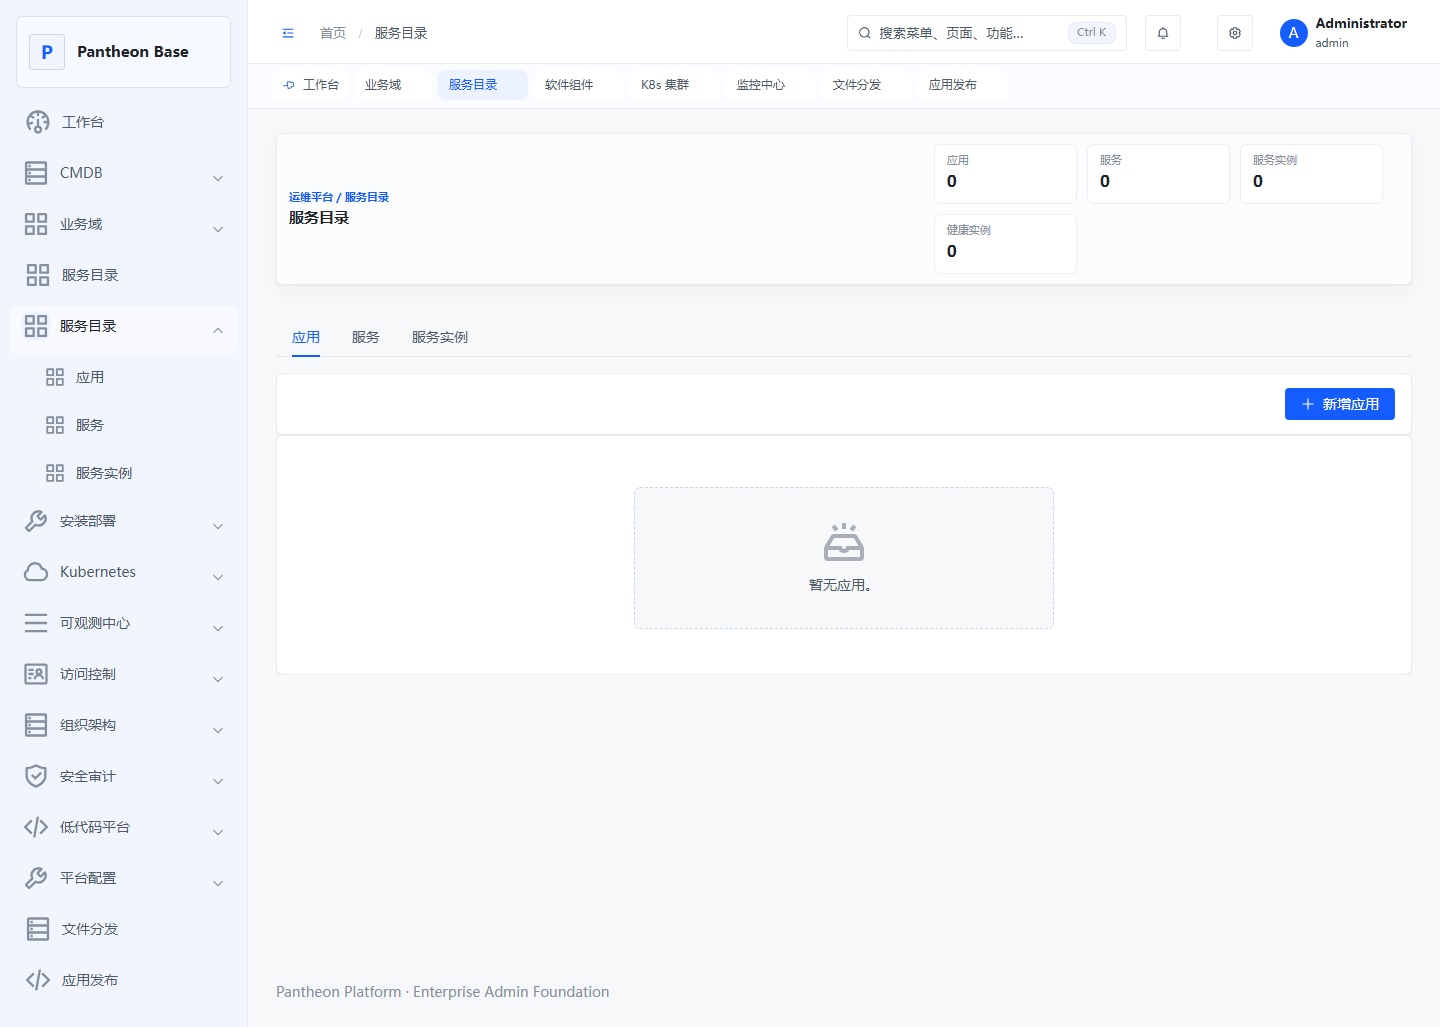 P
Pantheon Base
工作台
CMDB
业务域
服务目录
服务目录
应用
服务
服务实例
安装部署
Kubernetes
可观测中心
访问控制
组织架构
安全审计
低代码平台
平台配置
文件分发
应用发布
首页 / 服务目录
搜索菜单、页面、功能...
Ctrl K
A
Administrator
admin
工作台
业务域
服务目录
软件组件
K8s 集群
监控中心
文件分发
应用发布
运维平台 / 服务目录
服务目录
应用
0
服务
0
服务实例
0
健康实例
0
应用
服务
服务实例
新增应用
暂无应用。
Pantheon Platform · Enterprise Admin Foundation